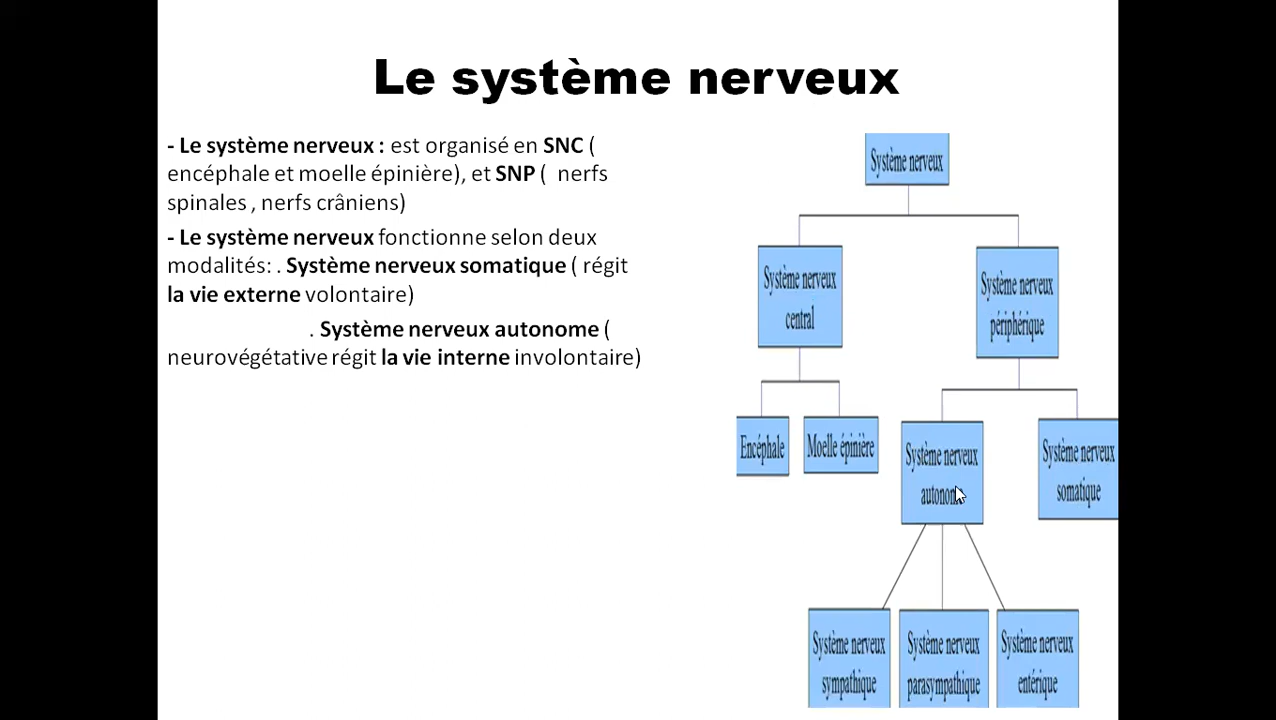 Le système nerveux
- Le système nerveux : est organisé en SNC (
encéphale et moelle épinière), et SNP ( nerfs
spinales , nerfs crâniens)
- Le système nerveux fonctionne selon deux
modalités: . Système nerveux somatique ( régit
la vie externe volontaire)
. Système nerveux autonome (
neurovégétative régit la vie interne involontaire)
Système nerveux
Système nerveux
central
Système nerveux
périphérique
Encéphale
Moelle épinière
Système nerveux
autonome
Système nerveux
somatique
Système nerveux
sympathique
Système nerveux
parasympathique
Système nerveux
entérique